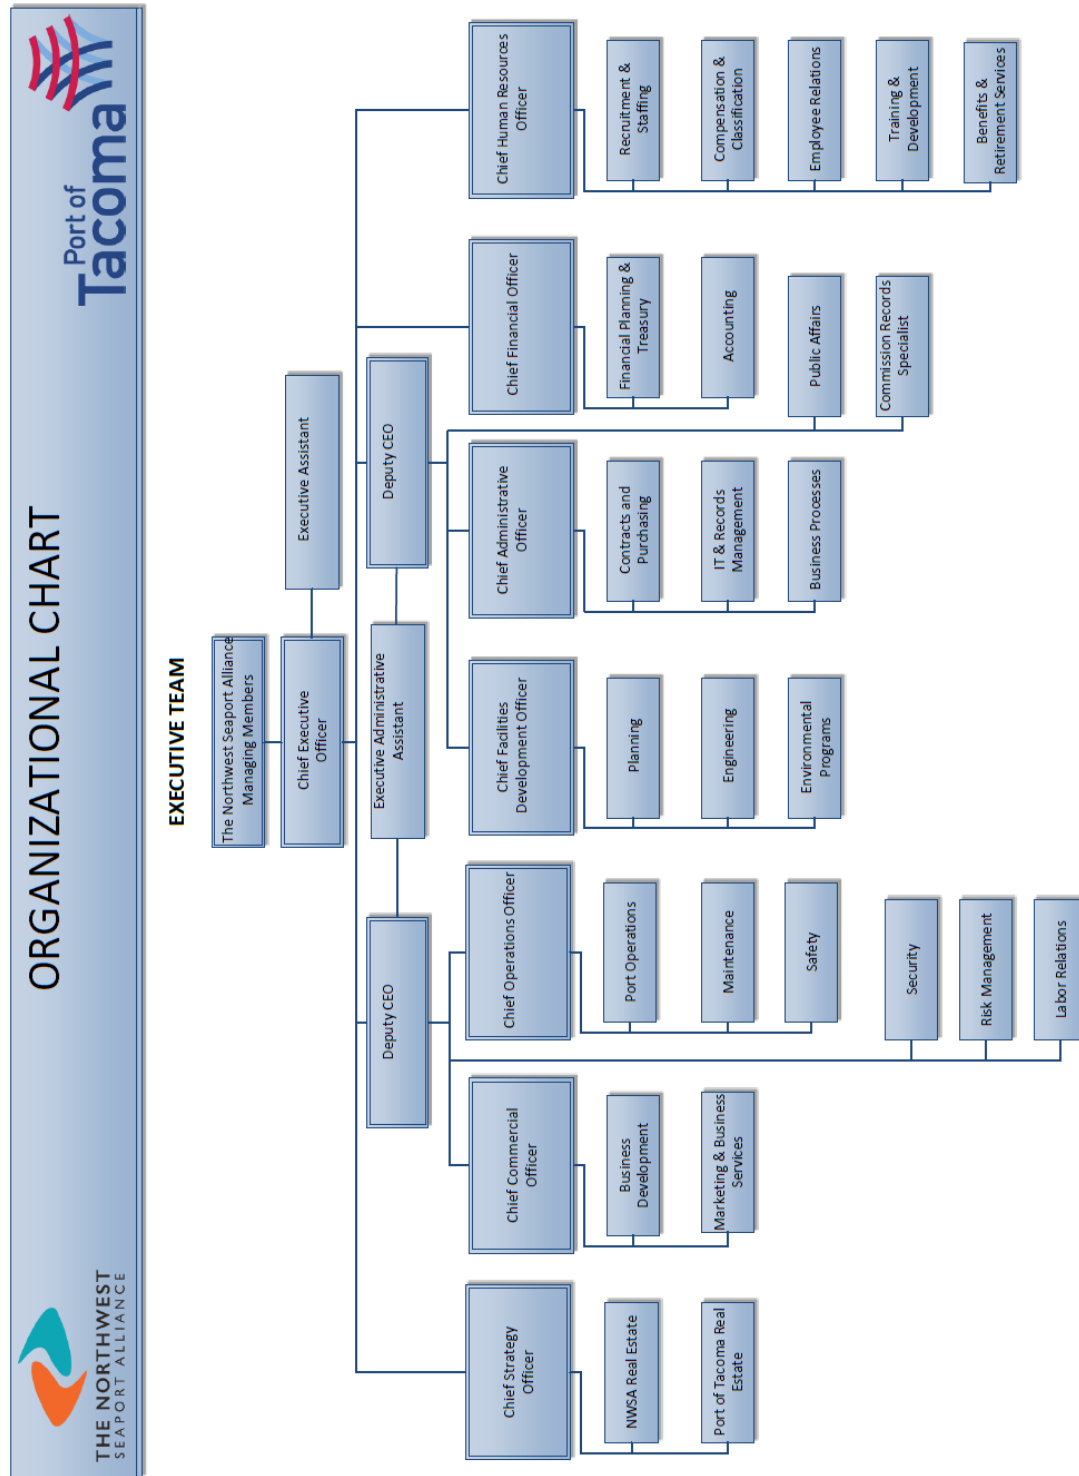 THE NORTHWEST
SEAPORT ALLIANCE
ORGANIZATIONAL CHART
Port of
Tacoma
EXECUTIVE TEAM
The Northwest Seaport Alliance
Managing Members
Chief Executive
Officer
Executive Assistant
Deputy CEO
Executive Administrative
Assistant
Deputy CEO
Chief Strategy
Officer
Chief Commercial
Officer
Chief Operations Officer
Chief Facilities
Development Officer
Chief Administrative
Officer
Chief Financial Officer
Chief Human Resources
Officer
NWSA Real Estate
Port of Tacoma Real
Estate
Business
Development
Marketing & Business
Services
Port Operations
Maintenance
Safety
Security
Risk Management
Labor Relations
Planning
Engineering
Environmental
Programs
Contracts and
Purchasing
IT & Records
Management
Business Processes
Financial Planning &
Treasury
Accounting
Public Affairs
Commission Records
Specialist
Recruitment &
Staffing
Compensation &
Classification
Employee Relations
Training &
Development
Benefits &
Retirement Services